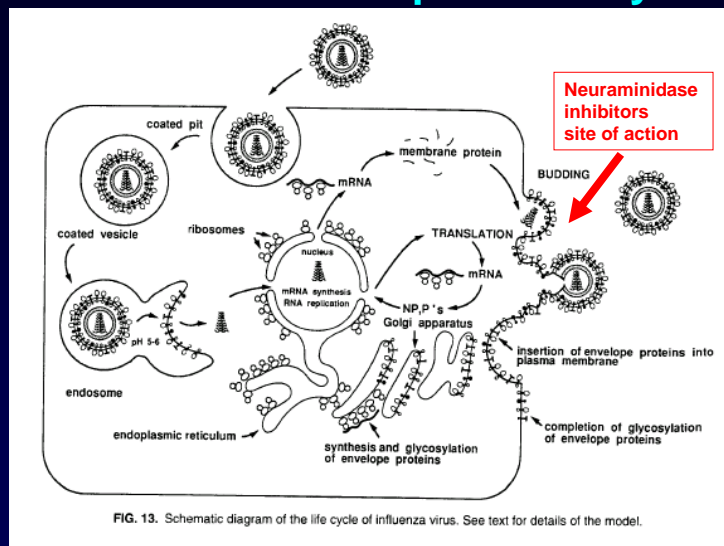 Neuraminidase
inhibitors
site of action
coated pit
membrane protein
mRNA
BUDDING
coated vesicle
ribosomes
nucleus
mRNA synthesis
RNA replication
TRANSLATION
mRNA
NP,P's
Golgi apparatus
pH 5-6
endosome
insertion of envelope proteins into
plasma membrane
endoplasmic reticulum
synthesis and glycosylation
of envelope proteins
completion of glycosylation
of envelope proteins
FIG. 13. Schematic diagram of the life cycle of influenza virus. See text for details of the model.